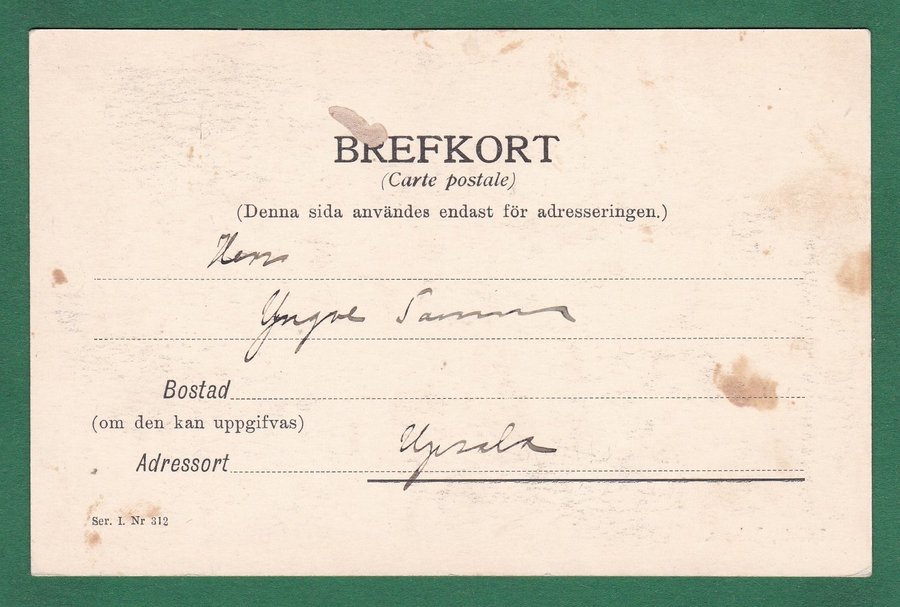 BREFKORT
(Carte postale)
(Denna sida användes endast för adresseringen.)
Herr
Yngve
Bostad
(om den kan uppgifvas)
Upsala
Adressort
Ser. I. Nr 312